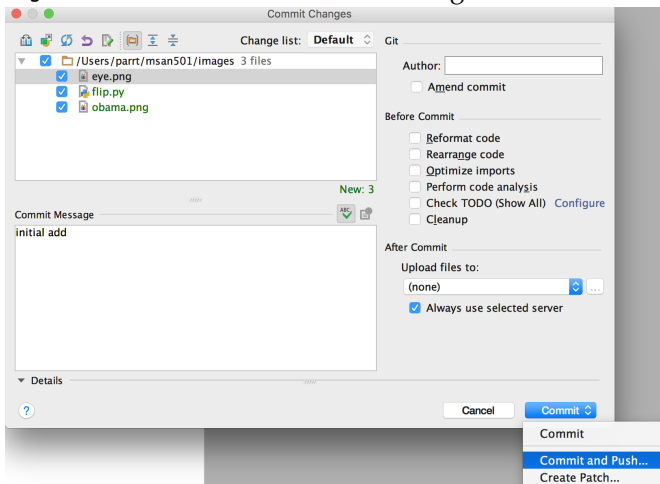 Commit Changes
Change list: Default
/Users/parrt/msan501/images 3 files
eye.png
flip.py
obama.png
New: 3
Commit Message
ABC
initial add
Details
Git
Author:
Amend commit
Before Commit
Reformat code
Rearrange code
Optimize imports
Perform code analysis
Check TODO (Show All) Configure
Cleanup
After Commit
Upload files to:
(none)
...
Always use selected server
? Cancel Commit
Commit
Commit and Push...
Create Patch...